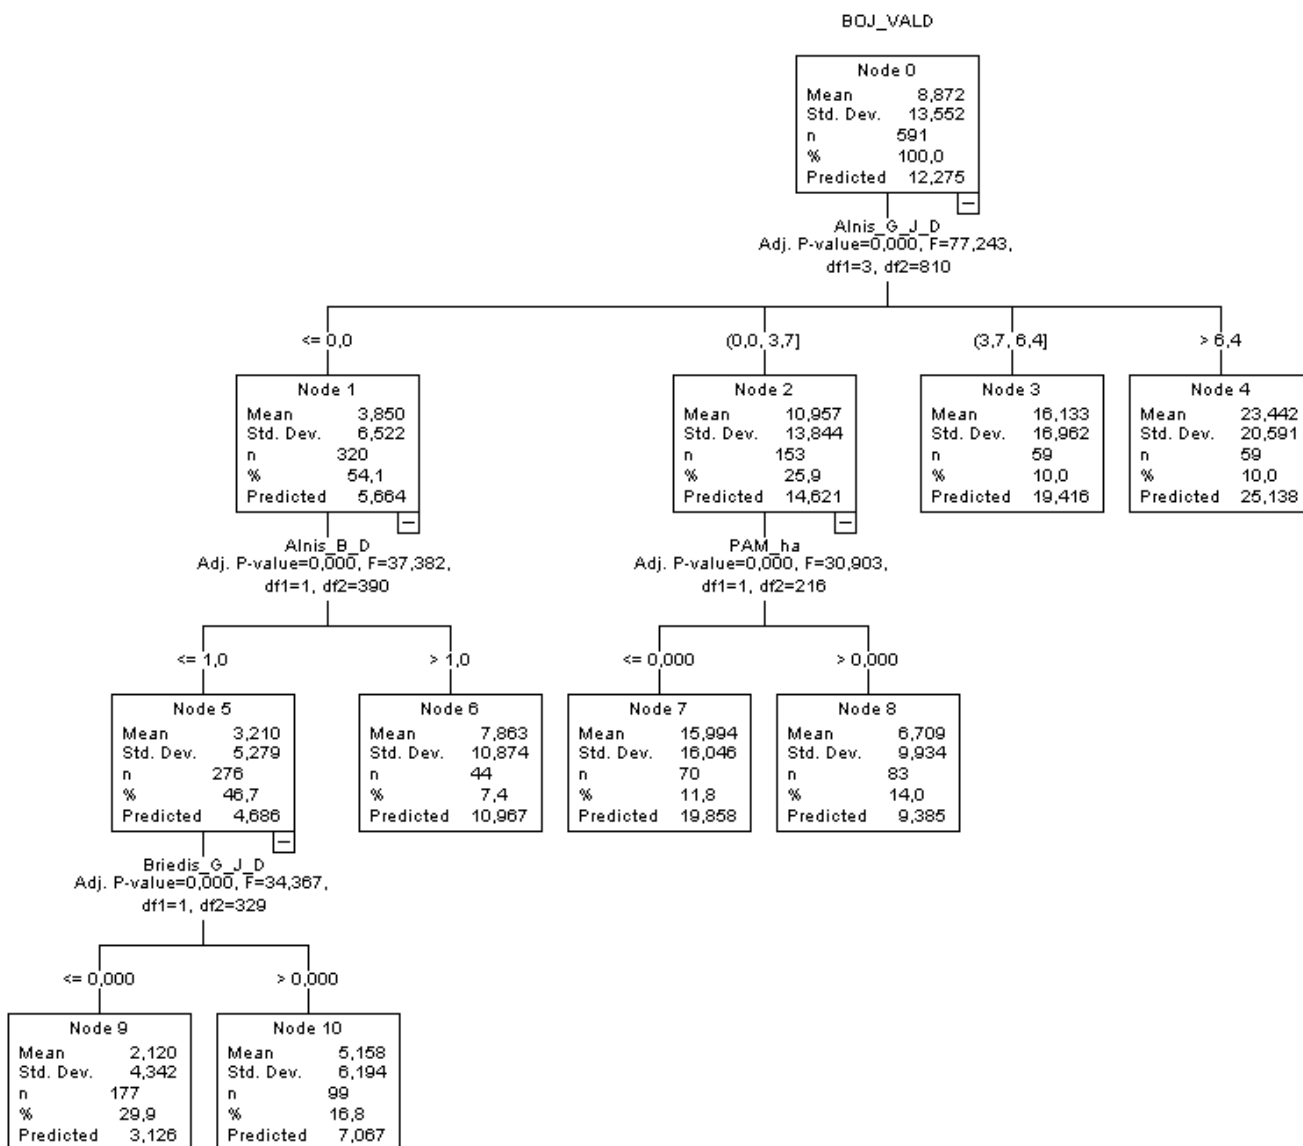 BOJ_VALD
Node 0
Mean 8,872
Std. Dev. 13,552
n 591
% 100,0
Predicted 12,275
Alnis_G_J_D
Adj. P-value=0,000, F=77,243,
df1=3, df2=810
<= 0,0
(0,0, 3,7]
(3,7, 6,4]
> 6,4
Node 1
Mean 3,850
Std. Dev. 6,522
n 320
% 54,1
Predicted 5,664
Node 2
Mean 10,957
Std. Dev. 13,844
n 153
% 25,9
Predicted 14,621
Node 3
Mean 16,133
Std. Dev. 16,962
n 59
% 10,0
Predicted 19,416
Node 4
Mean 23,442
Std. Dev. 20,591
n 59
% 10,0
Predicted 25,138
Alnis_B_D
Adj. P-value=0,000, F=37,382,
df1=1, df2=390
PAM_ha
Adj. P-value=0,000, F=30,903,
df1=1, df2=216
<= 1,0
> 1,0
<= 0,000
> 0,000
Node 5
Mean 3,210
Std. Dev. 5,279
n 276
% 46,7
Predicted 4,686
Node 6
Mean 7,863
Std. Dev. 10,874
n 44
% 7,4
Predicted 10,967
Node 7
Mean 15,994
Std. Dev. 16,046
n 70
% 11,8
Predicted 19,858
Node 8
Mean 6,709
Std. Dev. 9,934
n 83
% 14,0
Predicted 9,385
Briedis_G_J_D
Adj. P-value=0,000, F=34,367,
df1=1, df2=329
<= 0,000
> 0,000
Node 9
Mean 2,120
Std. Dev. 4,342
n 177
% 29,9
Predicted 3,126
Node 10
Mean 5,158
Std. Dev. 6,194
n 99
% 16,8
Predicted 7,067